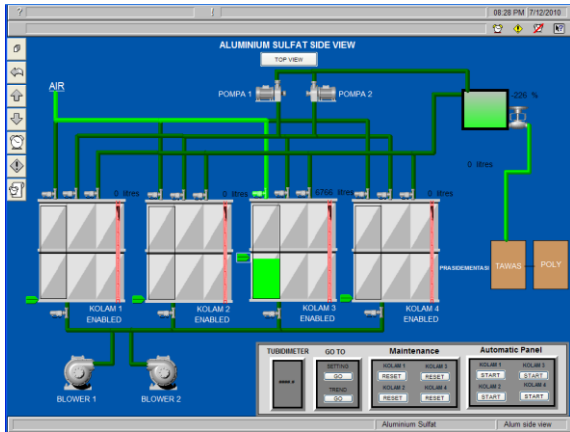 ?
08:28 PM 7/12/2010
ALUMINIUM SULFAT SIDE VIEW
TOP VIEW
AIR
POMPA 1
POMPA 2
-226 %
0 litres
0 litres
0 litres
6766 litres
0 litres
PRASIDEMENTASI
TAWAS
POLY
KOLAM 1
ENABLED
KOLAM 2
ENABLED
KOLAM 3
ENABLED
KOLAM 4
ENABLED
BLOWER 1
BLOWER 2
TUBIDIMETER
GO TO
SETTING
GO
TREND
GO
Maintenance
KOLAM 1
KOLAM 3
RESET
RESET
KOLAM 2
KOLAM 4
RESET
RESET
Automatic Panel
KOLAM 1
KOLAM 3
START
START
KOLAM 2
KOLAM 4
START
START
Aluminium Sulfat
Alum side view